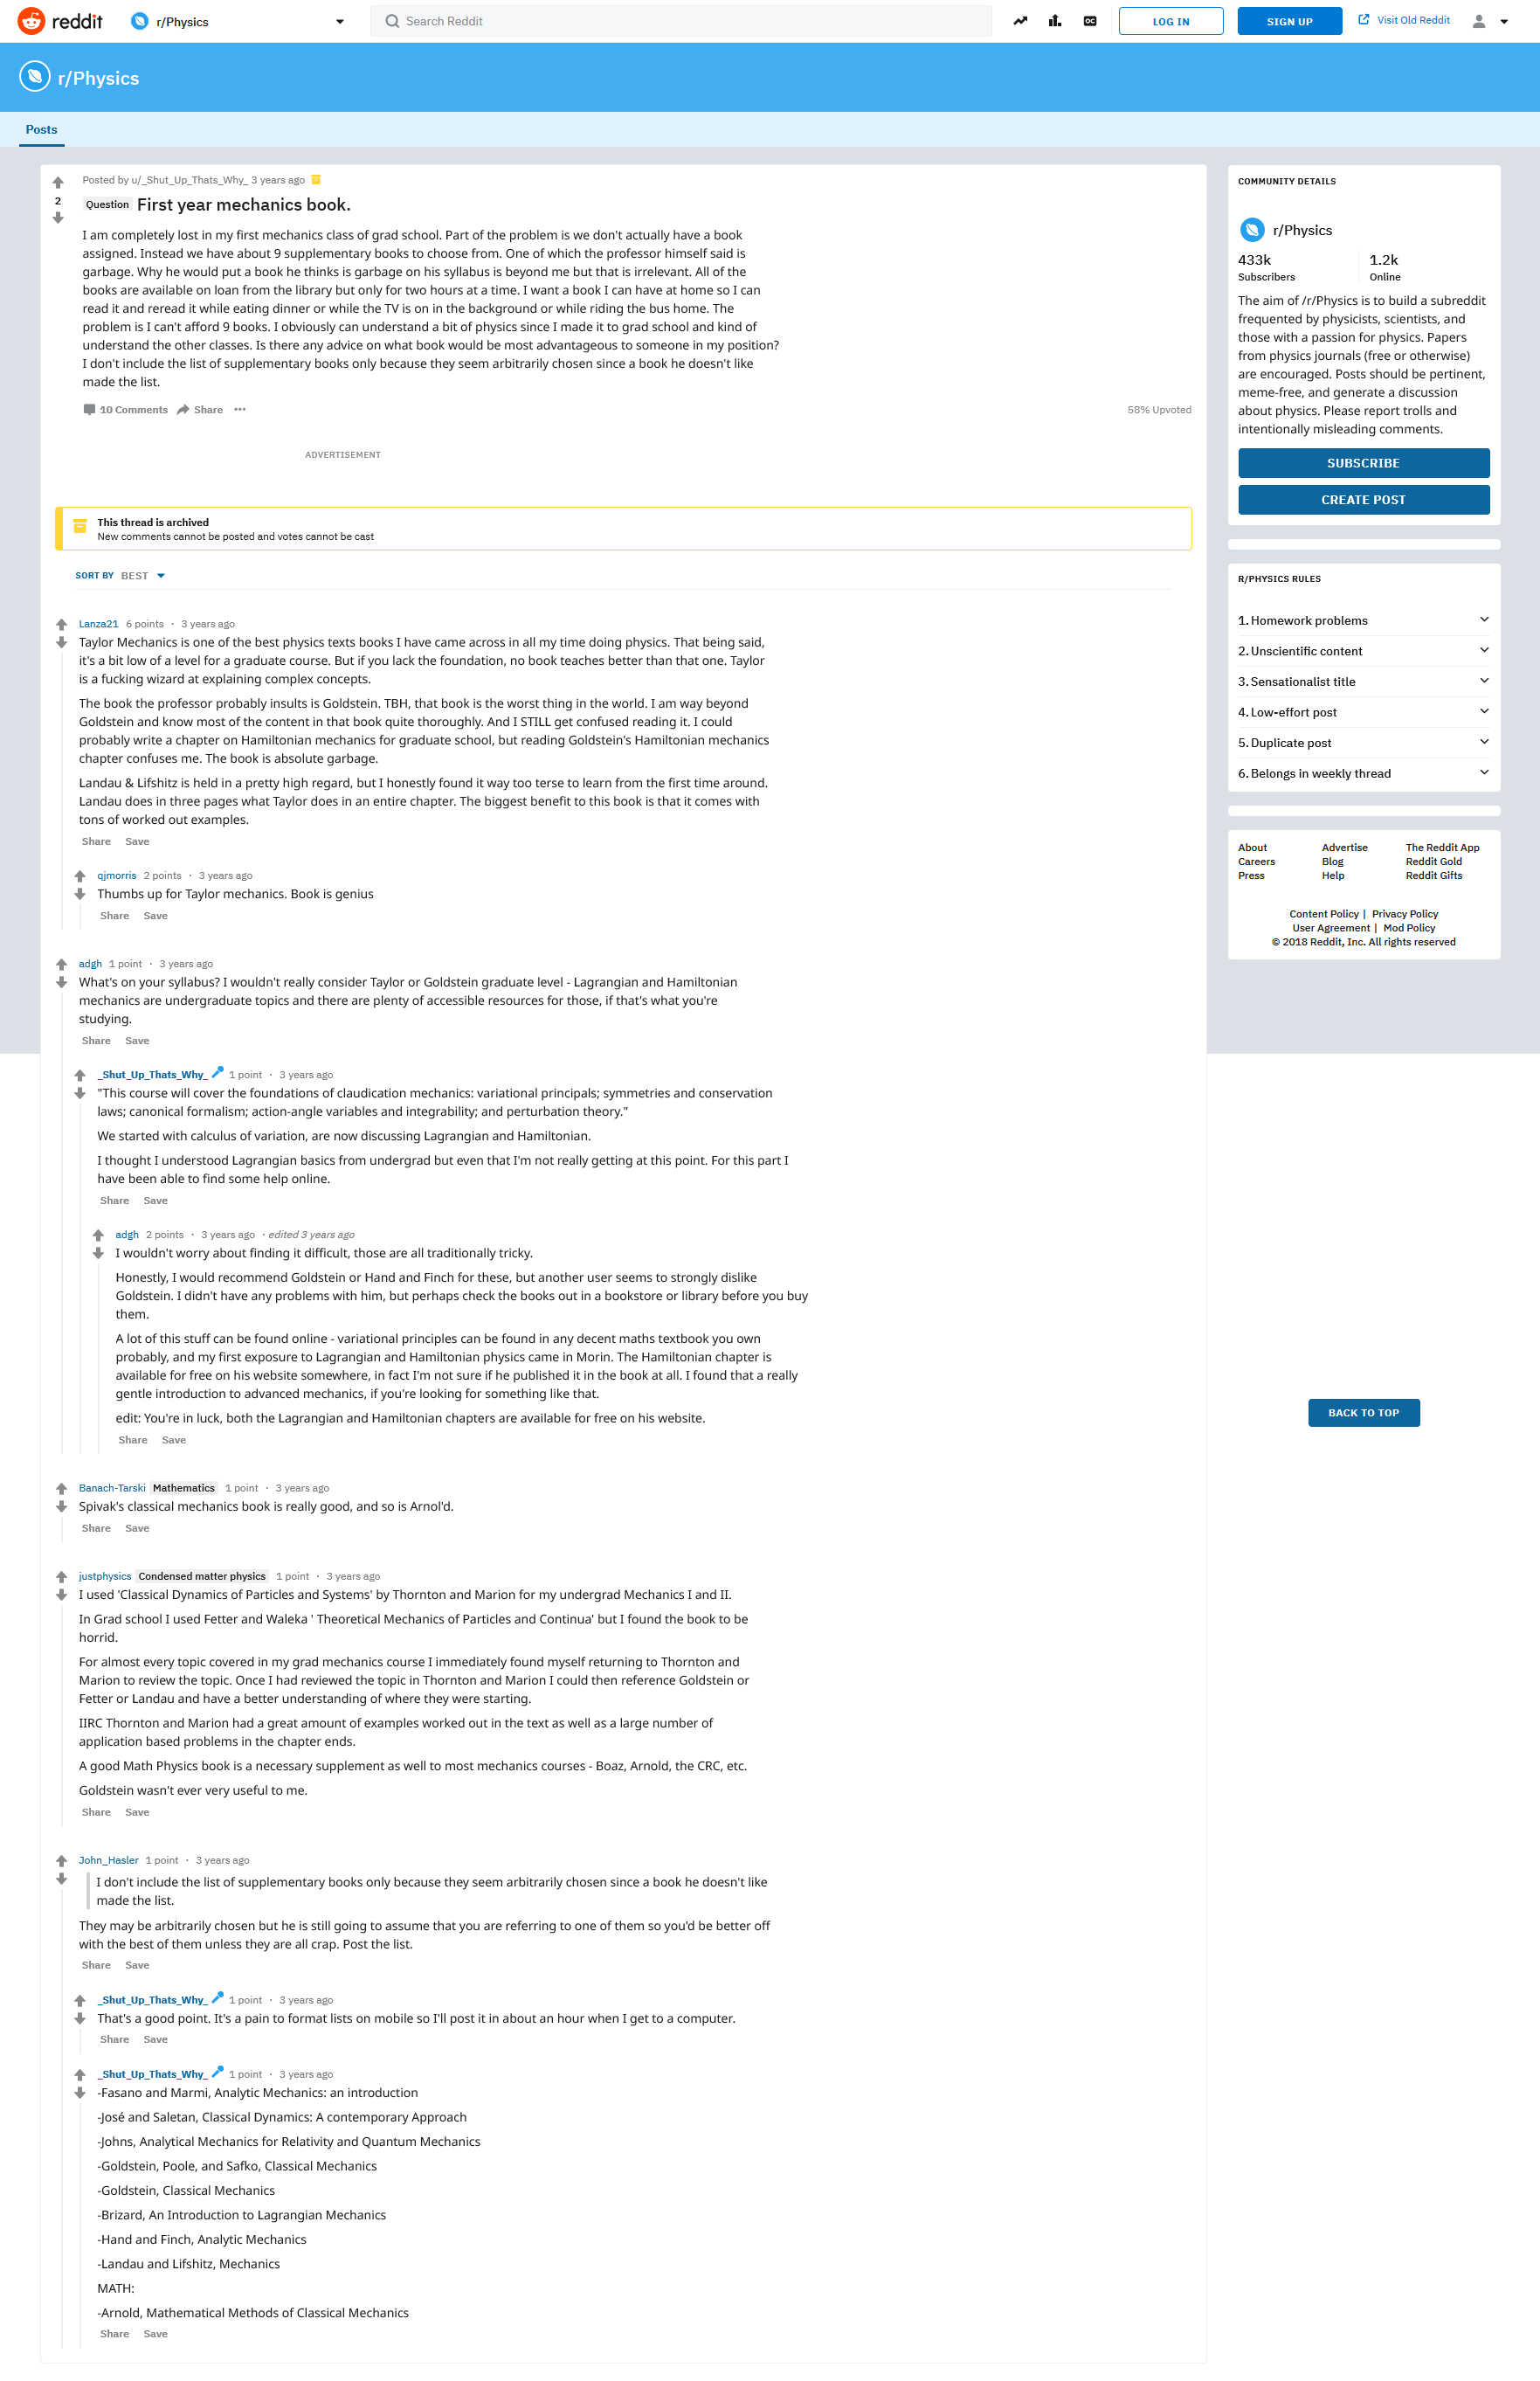 reddit
r/Physics
Search Reddit
OC
LOG IN
SIGN UP
Visit Old Reddit
r/Physics
Posts
Posted by u/_Shut_Up_Thats_Why_ 3 years ago
2
Question First year mechanics book.
I am completely lost in my first mechanics class of grad school. Part of the problem is we don't actually have a book
assigned. Instead we have about 9 supplementary books to choose from. One of which the professor himself said is
garbage. Why he would put a book he thinks is garbage on his syllabus is beyond me but that is irrelevant. All of the
books are available on loan from the library but only for two hours at a time. I want a book I can have at home so I can
read it and reread it while eating dinner or while the TV is on in the background or while riding the bus home. The
problem is I can't afford 9 books. I obviously can understand a bit of physics since I made it to grad school and kind of
understand the other classes. Is there any advice on what book would be most advantageous to someone in my position?
I don't include the list of supplementary books only because they seem arbitrarily chosen since a book he doesn't like
made the list.
10 Comments Share
58% Upvoted
ADVERTISEMENT
This thread is archived
New comments cannot be posted and votes cannot be cast
SORT BY BEST
Lanza21 6 points · 3 years ago
Taylor Mechanics is one of the best physics texts books I have came across in all my time doing physics. That being said,
it's a bit low of a level for a graduate course. But if you lack the foundation, no book teaches better than that one. Taylor
is a fucking wizard at explaining complex concepts.
The book the professor probably insults is Goldstein. TBH, that book is the worst thing in the world. I am way beyond
Goldstein and know most of the content in that book quite thoroughly. And I STILL get confused reading it. I could
probably write a chapter on Hamiltonian mechanics for graduate school, but reading Goldstein's Hamiltonian mechanics
chapter confuses me. The book is absolute garbage.
Landau & Lifshitz is held in a pretty high regard, but I honestly found it way too terse to learn from the first time around.
Landau does in three pages what Taylor does in an entire chapter. The biggest benefit to this book is that it comes with
tons of worked out examples.
Share Save
qjmorris 2 points · 3 years ago
Thumbs up for Taylor mechanics. Book is genius
Share Save
adgh 1 point · 3 years ago
What's on your syllabus? I wouldn't really consider Taylor or Goldstein graduate level - Lagrangian and Hamiltonian
mechanics are undergraduate topics and there are plenty of accessible resources for those, if that's what you're
studying.
Share Save
_Shut_Up_Thats_Why_ 1 point · 3 years ago
"This course will cover the foundations of claudication mechanics: variational principals; symmetries and conservation
laws; canonical formalism; action-angle variables and integrability; and perturbation theory."
We started with calculus of variation, are now discussing Lagrangian and Hamiltonian.
I thought I understood Lagrangian basics from undergrad but even that I'm not really getting at this point. For this part I
have been able to find some help online.
Share Save
adgh 2 points · 3 years ago · edited 3 years ago
I wouldn't worry about finding it difficult, those are all traditionally tricky.
Honestly, I would recommend Goldstein or Hand and Finch for these, but another user seems to strongly dislike
Goldstein. I didn't have any problems with him, but perhaps check the books out in a bookstore or library before you buy
them.
A lot of this stuff can be found online - variational principles can be found in any decent maths textbook you own
probably, and my first exposure to Lagrangian and Hamiltonian physics came in Morin. The Hamiltonian chapter is
available for free on his website somewhere, in fact I'm not sure if he published it in the book at all. I found that a really
gentle introduction to advanced mechanics, if you're looking for something like that.
edit: You're in luck, both the Lagrangian and Hamiltonian chapters are available for free on his website.
Share Save
Banach-Tarski Mathematics 1 point · 3 years ago
Spivak's classical mechanics book is really good, and so is Arnol'd.
Share Save
justphysics Condensed matter physics 1 point · 3 years ago
I used 'Classical Dynamics of Particles and Systems' by Thornton and Marion for my undergrad Mechanics I and II.
In Grad school I used Fetter and Waleka ' Theoretical Mechanics of Particles and Continua' but I found the book to be
horrid.
For almost every topic covered in my grad mechanics course I immediately found myself returning to Thornton and
Marion to review the topic. Once I had reviewed the topic in Thornton and Marion I could then reference Goldstein or
Fetter or Landau and have a better understanding of where they were starting.
IIRC Thornton and Marion had a great amount of examples worked out in the text as well as a large number of
application based problems in the chapter ends.
A good Math Physics book is a necessary supplement as well to most mechanics courses - Boaz, Arnold, the CRC, etc.
Goldstein wasn't ever very useful to me.
Share Save
John_Hasler 1 point · 3 years ago
I don't include the list of supplementary books only because they seem arbitrarily chosen since a book he doesn't like
made the list.
They may be arbitrarily chosen but he is still going to assume that you are referring to one of them so you'd be better off
with the best of them unless they are all crap. Post the list.
Share Save
_Shut_Up_Thats_Why_ 1 point · 3 years ago
That's a good point. It's a pain to format lists on mobile so I'll post it in about an hour when I get to a computer.
Share Save
_Shut_Up_Thats_Why_ 1 point · 3 years ago
-Fasano and Marmi, Analytic Mechanics: an introduction
-José and Saletan, Classical Dynamics: A contemporary Approach
-Johns, Analytical Mechanics for Relativity and Quantum Mechanics
-Goldstein, Poole, and Safko, Classical Mechanics
-Goldstein, Classical Mechanics
-Brizard, An Introduction to Lagrangian Mechanics
-Hand and Finch, Analytic Mechanics
-Landau and Lifshitz, Mechanics
MATH:
-Arnold, Mathematical Methods of Classical Mechanics
Share Save
COMMUNITY DETAILS
r/Physics
433k 1.2k
Subscribers Online
The aim of /r/Physics is to build a subreddit
frequented by physicists, scientists, and
those with a passion for physics. Papers
from physics journals (free or otherwise)
are encouraged. Posts should be pertinent,
meme-free, and generate a discussion
about physics. Please report trolls and
intentionally misleading comments.
SUBSCRIBE
CREATE POST
R/PHYSICS RULES
1. Homework problems
2. Unscientific content
3. Sensationalist title
4. Low-effort post
5. Duplicate post
6. Belongs in weekly thread
About Advertise The Reddit App
Careers Blog Reddit Gold
Press Help Reddit Gifts
Content Policy | Privacy Policy
User Agreement | Mod Policy
© 2018 Reddit, Inc. All rights reserved
BACK TO TOP